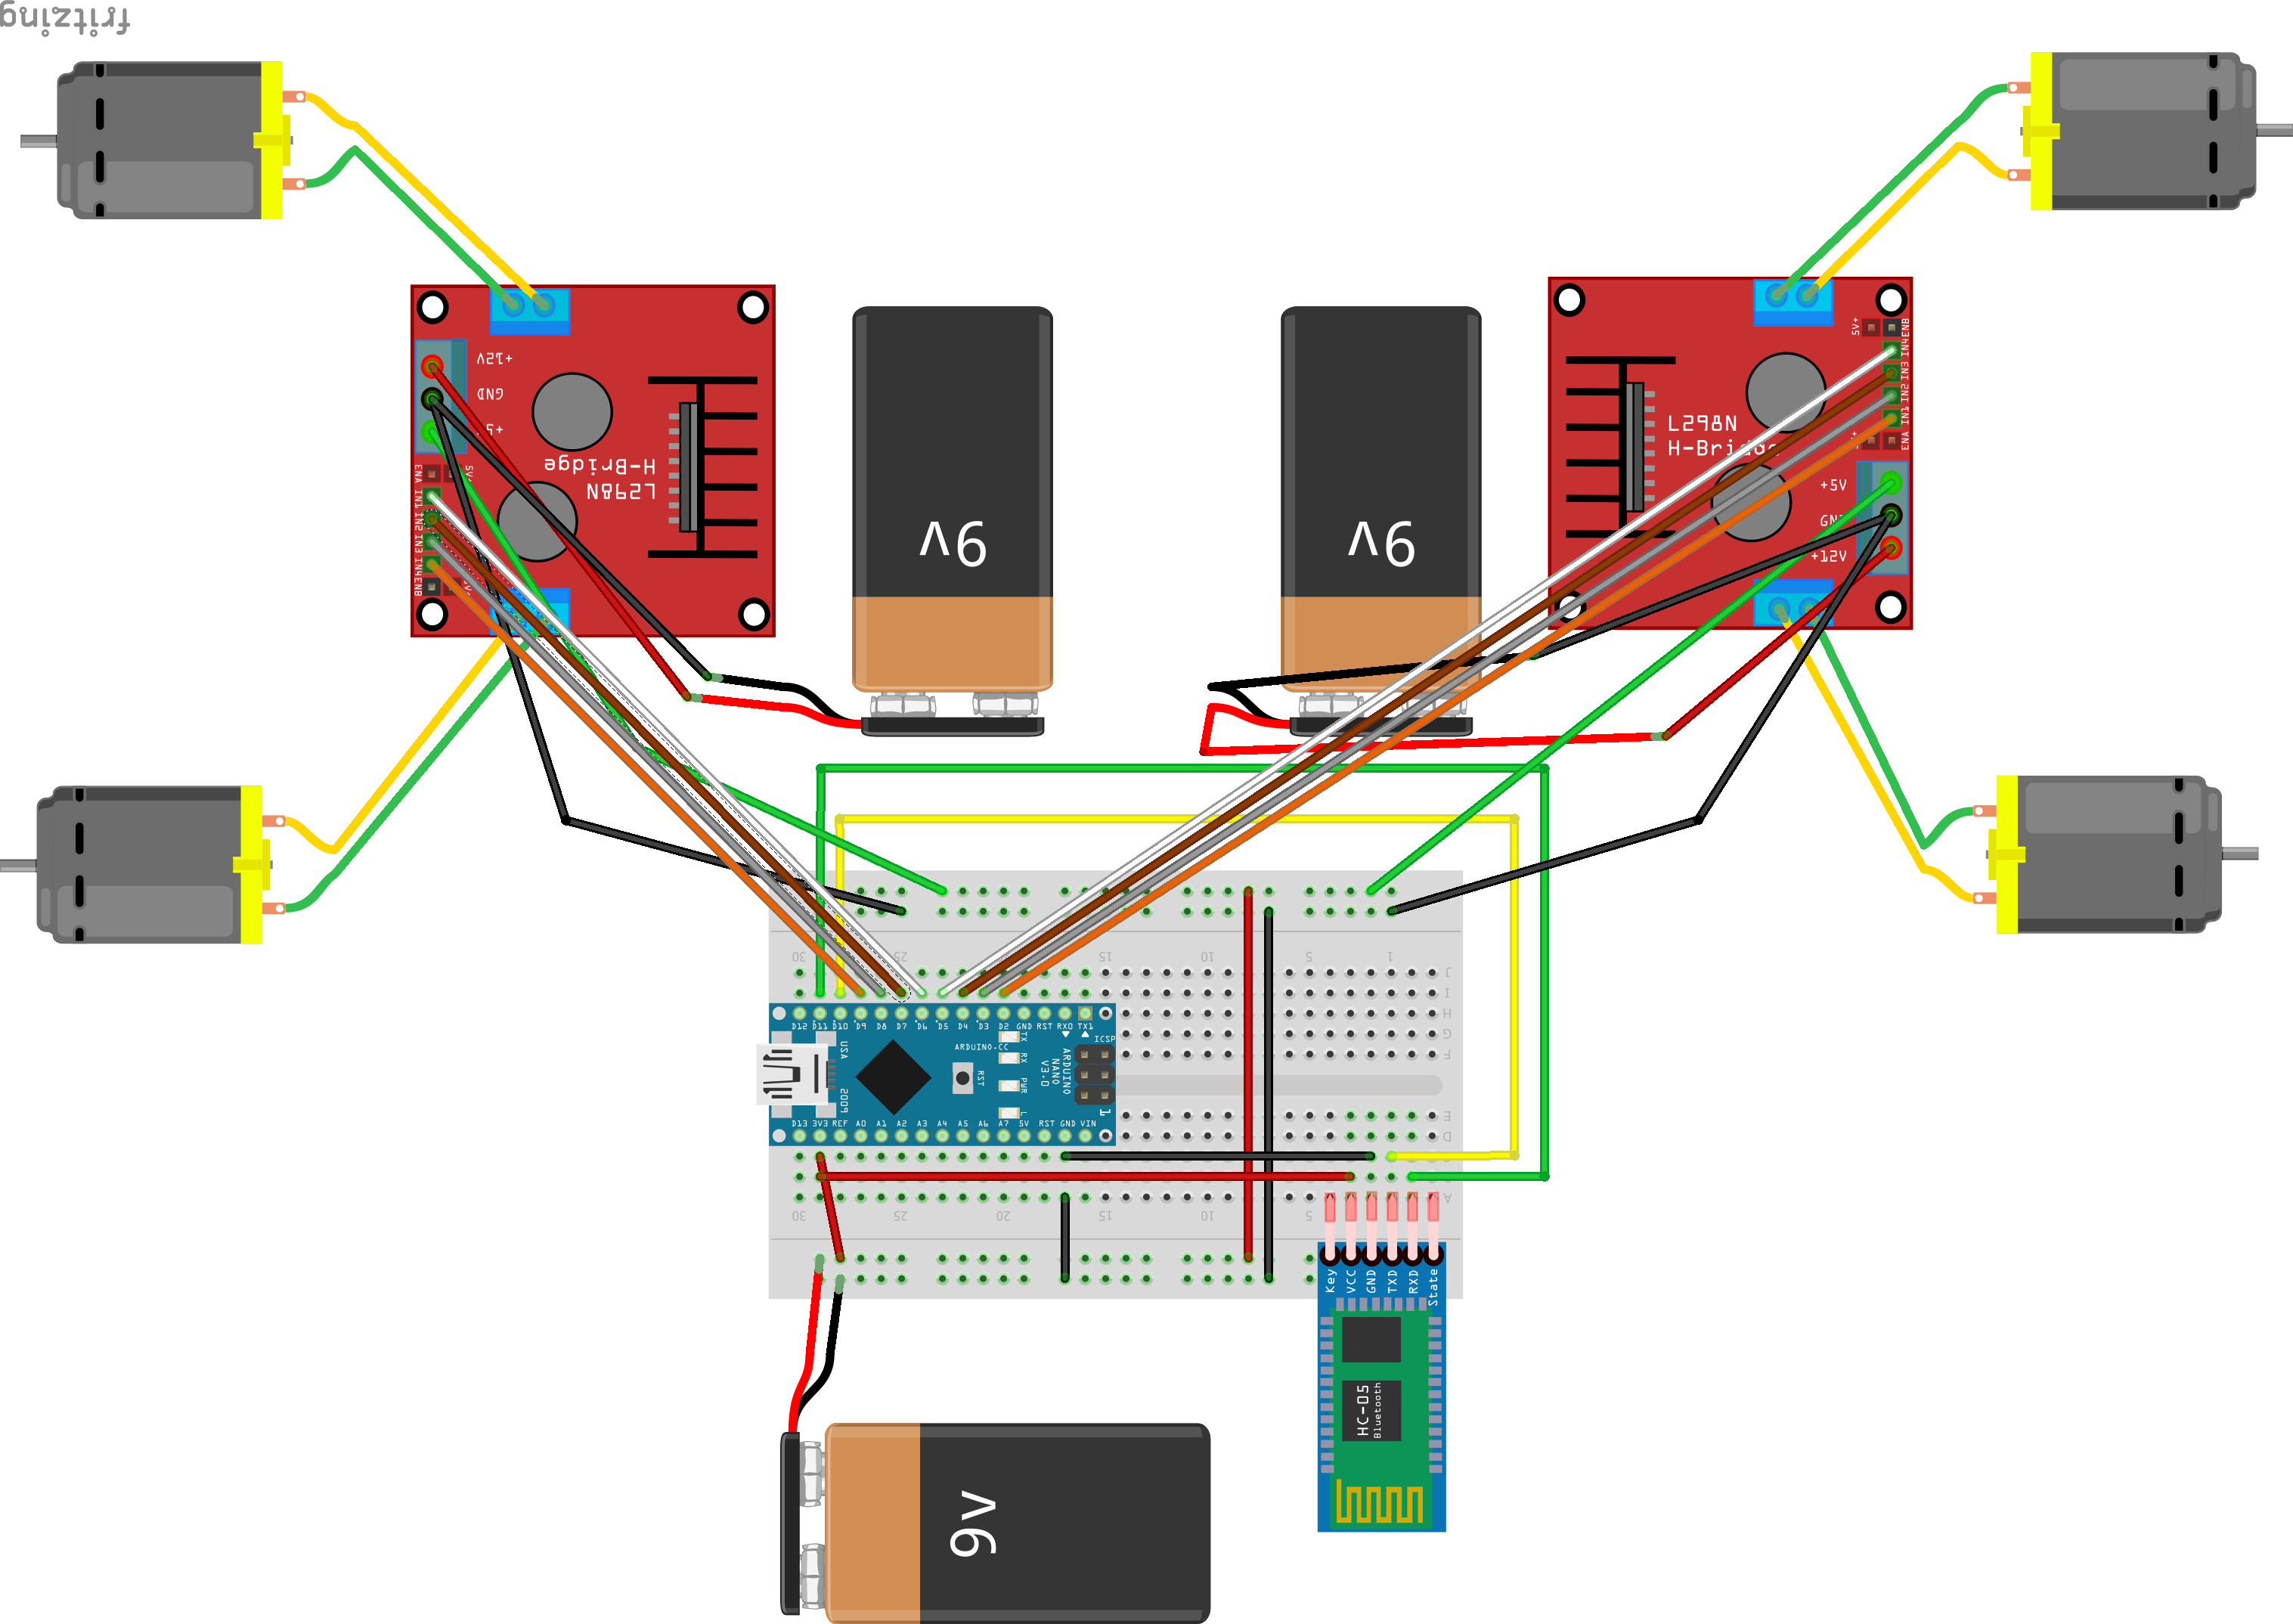 fritzing
+12V
GND
+5
ENA
IN1
IN2
IN3
IN4
ENB
5V
H-Bridge
L298N
9v
9v
5V+
ENB
IN4
IN3
IN2
IN1
ENA
L298N
H-Bridge
+5V
GND
+12V
30
25
15
10
5
1
J
I
H
G
F
D12 D11 D10 D9 D8 D7 D6 D5 D4 D3 D2 GND RST RX0 TX1
USA
2009
ARDUINO.CC
RST
TX
RX
PWR
L
ARDUINO
NANO
V3.0
ICSP
1
D13 3V3 REF A0 A1 A2 A3 A4 A5 A6 A7 5V RST GND VIN
E
D
A
30
25
20
15
10
5
Key
VCC
GND
TXD
RXD
State
HC-05
Bluetooth
9v